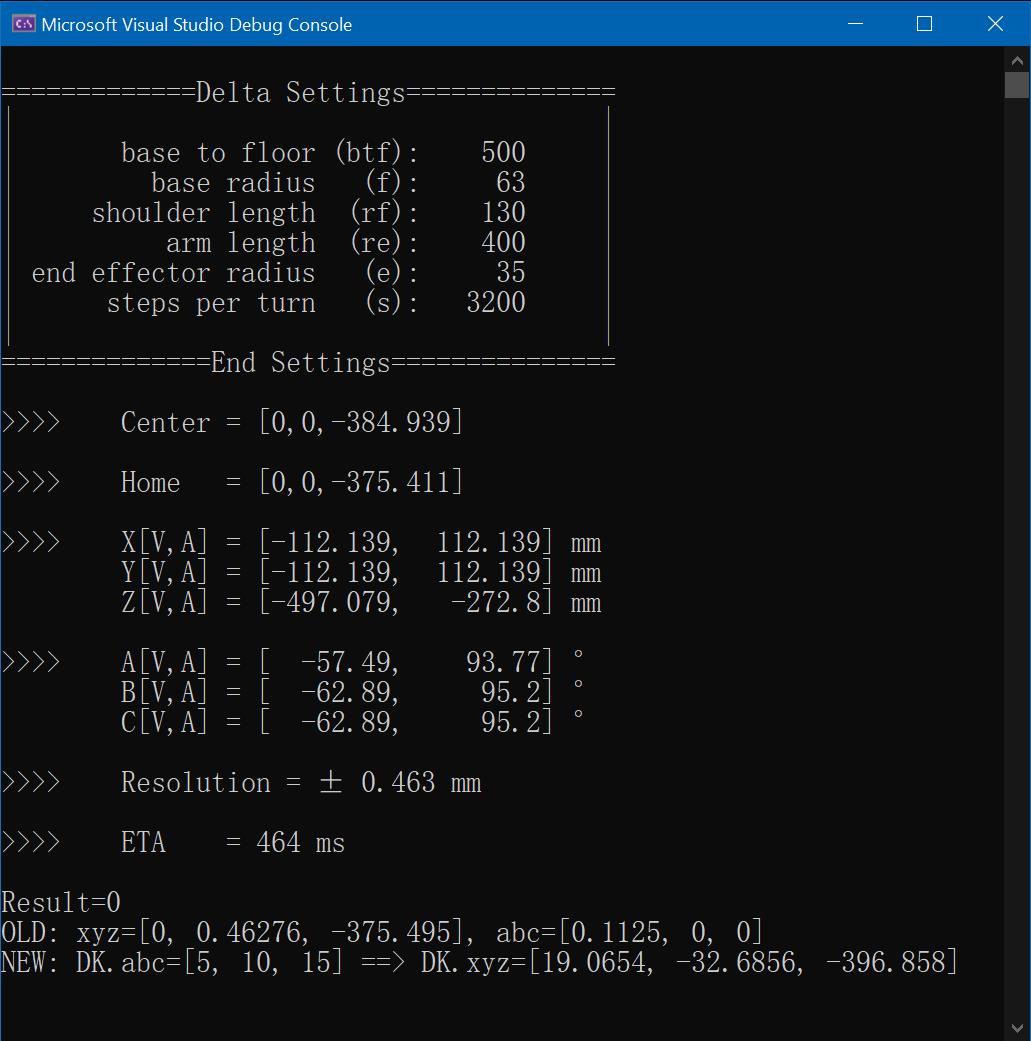 Microsoft Visual Studio Debug Console
=============Delta Settings==============
base to floor (btf): 500
base radius (f): 63
shoulder length (rf): 130
arm length (re): 400
end effector radius (e): 35
steps per turn (s): 3200
==============End Settings===============
>>>> Center = [0,0,-384.939]
>>>> Home = [0,0,-375.411]
>>>> X[V,A] = [-112.139, 112.139] mm
Y[V,A] = [-112.139, 112.139] mm
Z[V,A] = [-497.079, -272.8] mm
>>>> A[V,A] = [ -57.49, 93.77] °
B[V,A] = [ -62.89, 95.2] °
C[V,A] = [ -62.89, 95.2] °
>>>> Resolution = ± 0.463 mm
>>>> ETA = 464 ms
Result=0
OLD: xyz=[0, 0.46276, -375.495], abc=[0.1125, 0, 0]
NEW: DK.abc=[5, 10, 15] ==> DK.xyz=[19.0654, -32.6856, -396.858]